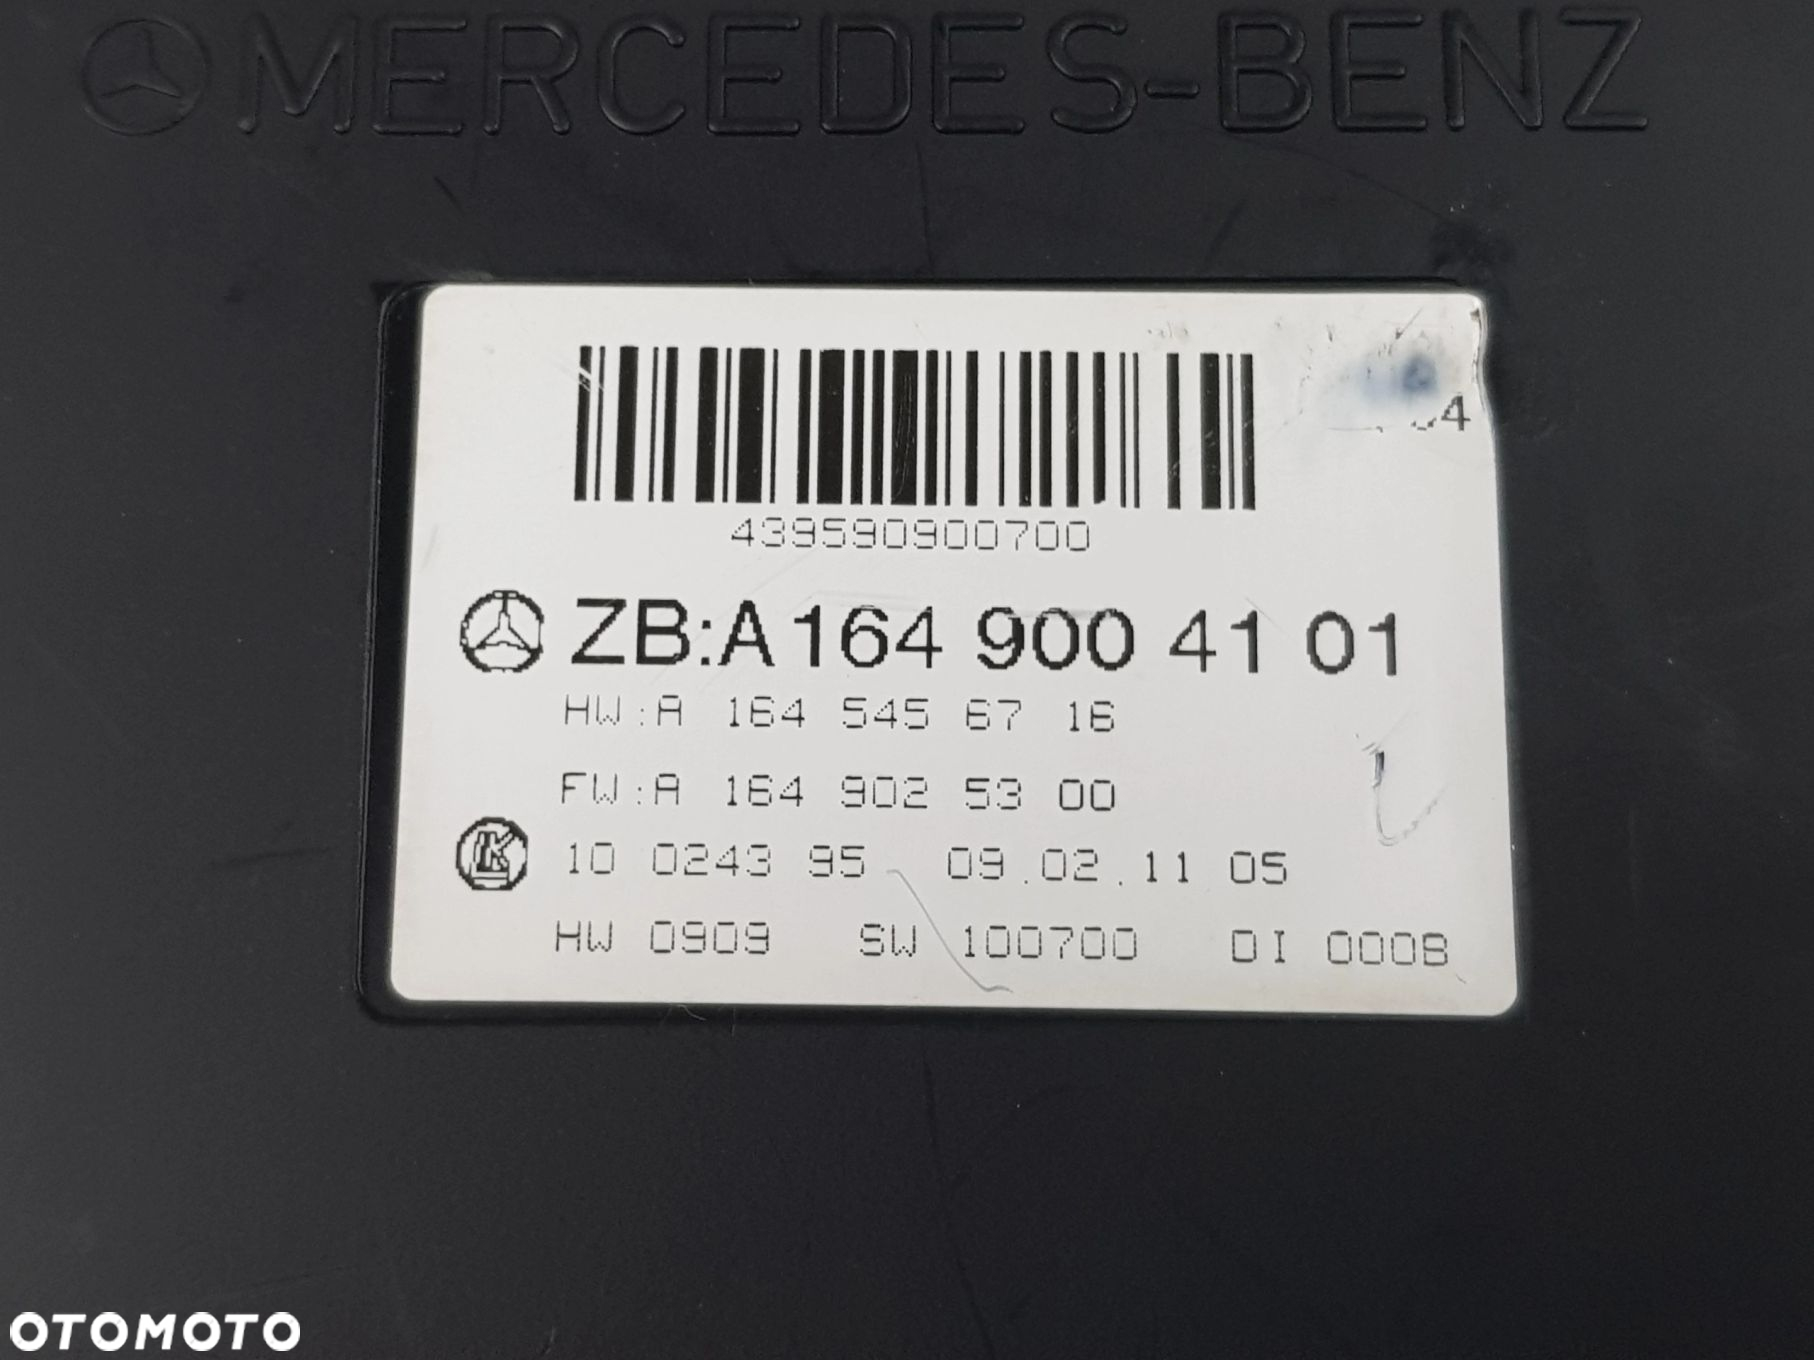 MERCEDES-BENZ
439590900700
ZB:A 164 900 41 01
HW:A 164 545 67 16
FW:A 164 902 53 00
LK
10 0243 95 09.02.11 05
HW 0909 SW 100700 DI 0008
OTOMOTO